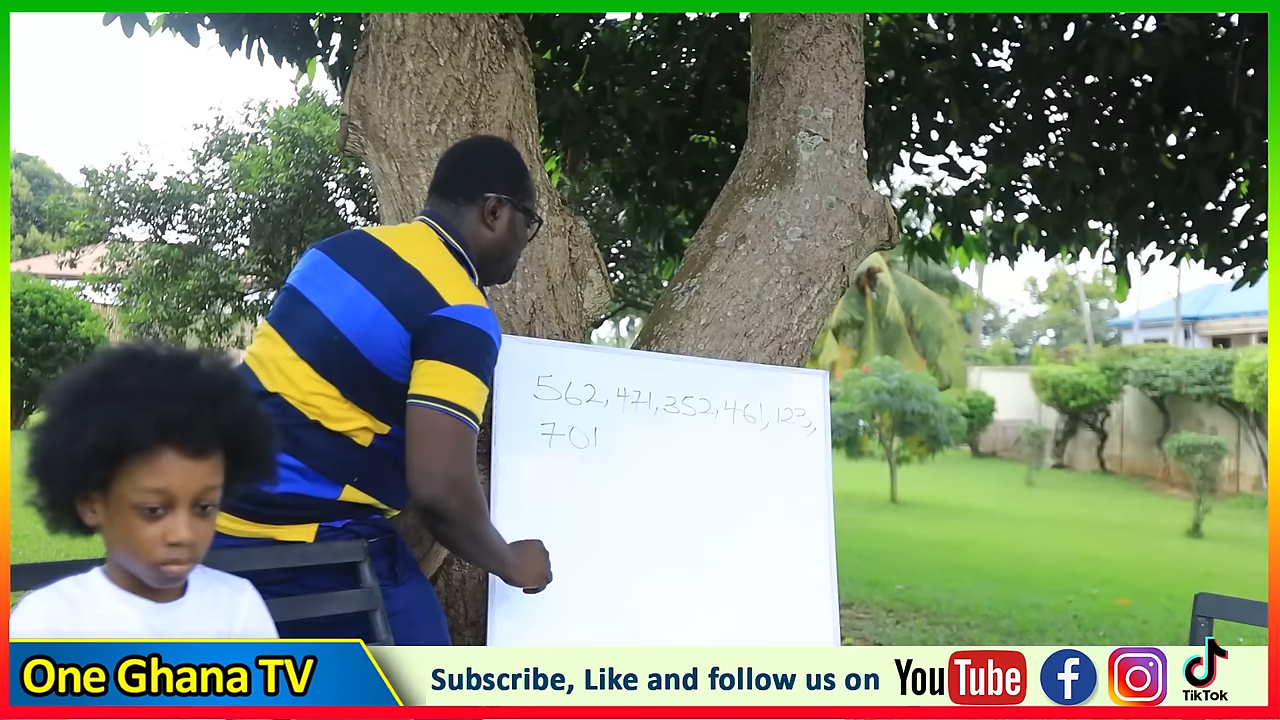 562,471,352,461,123,
701
One Ghana TV
Subscribe, Like and follow us on YouTube
TikTok